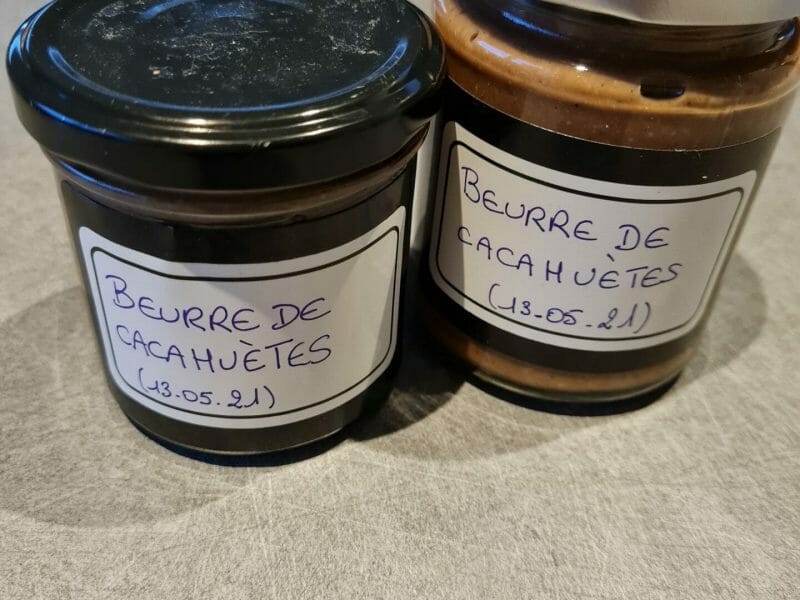 BEURRE DE
CACAHUÈTES
(13.05.21)
BEURRE DE
CACAHUÈTES
(13.05.21)